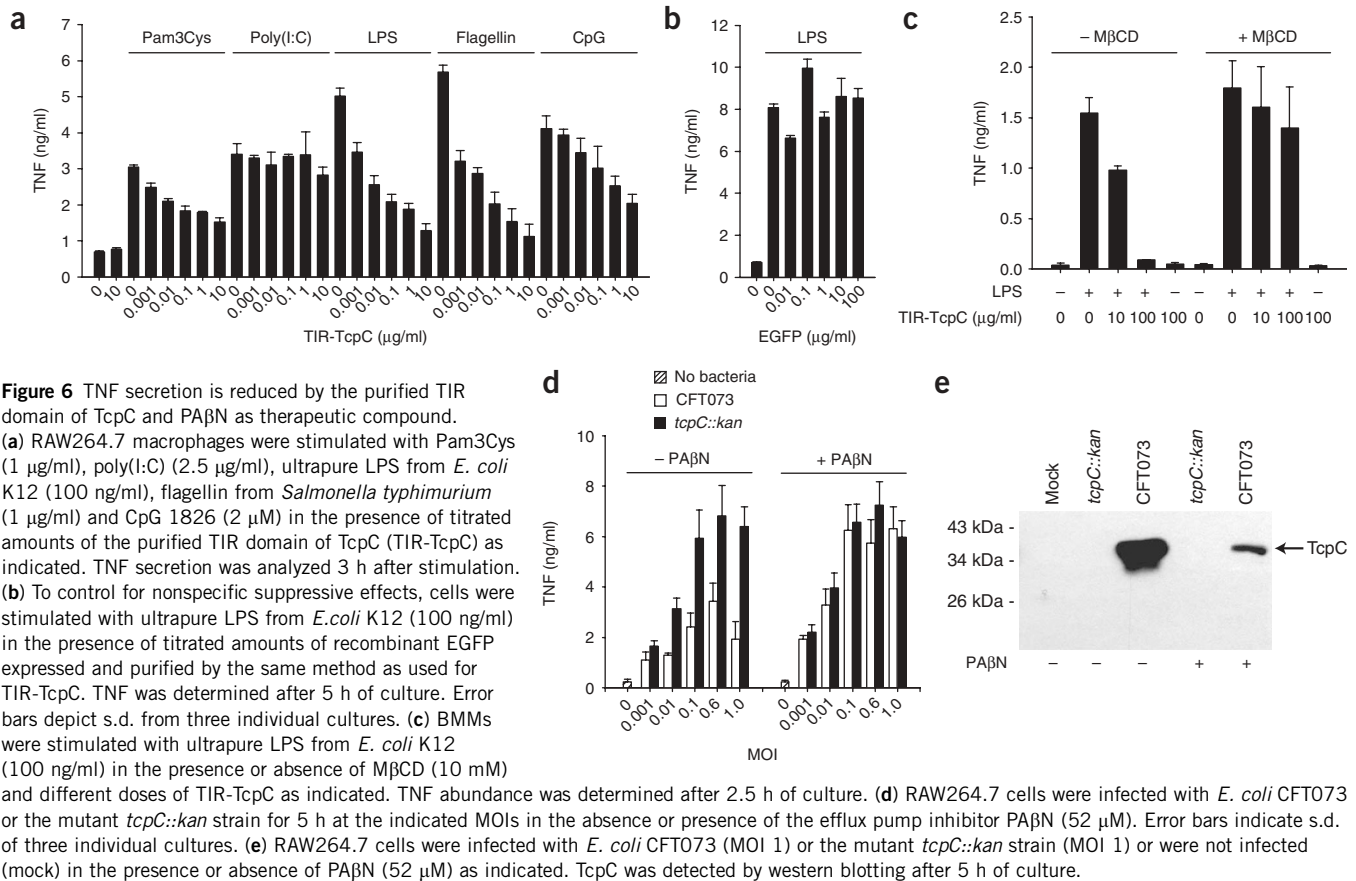 a
7
6
5
4
3
2
1
0
TNF (ng/ml)
Pam3Cys
Poly(I:C)
LPS
Flagellin
CpG
0 10 0 0.001 0.01 0.1 1 10 0 0.001 0.01 0.1 1 10 0 0.001 0.01 0.1 1 10 0 0.001 0.01 0.1 1 10 0 0.001 0.01 0.1 1 10
TIR-TcpC (μg/ml)
b
12
10
8
6
4
2
0
TNF (ng/ml)
LPS
0 0 0.01 0.1 1 10 100
EGFP (μg/ml)
c
2.5
2.0
1.5
1.0
0.5
0.0
TNF (ng/ml)
– MβCD
+ MβCD
LPS – + + + – – + + + –
TIR-TcpC (μg/ml) 0 0 10 100 100 0 0 10 100 100
Figure 6 TNF secretion is reduced by the purified TIR
domain of TcpC and PAβN as therapeutic compound.
(a) RAW264.7 macrophages were stimulated with Pam3Cys
(1 μg/ml), poly(I:C) (2.5 μg/ml), ultrapure LPS from E. coli
K12 (100 ng/ml), flagellin from Salmonella typhimurium
(1 μg/ml) and CpG 1826 (2 μM) in the presence of titrated
amounts of the purified TIR domain of TcpC (TIR-TcpC) as
indicated. TNF secretion was analyzed 3 h after stimulation.
(b) To control for nonspecific suppressive effects, cells were
stimulated with ultrapure LPS from E.coli K12 (100 ng/ml)
in the presence of titrated amounts of recombinant EGFP
expressed and purified by the same method as used for
TIR-TcpC. TNF was determined after 5 h of culture. Error
bars depict s.d. from three individual cultures. (c) BMMs
were stimulated with ultrapure LPS from E. coli K12
(100 ng/ml) in the presence or absence of MβCD (10 mM)
and different doses of TIR-TcpC as indicated. TNF abundance was determined after 2.5 h of culture. (d) RAW264.7 cells were infected with E. coli CFT073
or the mutant tcpC::kan strain for 5 h at the indicated MOIs in the absence or presence of the efflux pump inhibitor PAβN (52 μM). Error bars indicate s.d.
of three individual cultures. (e) RAW264.7 cells were infected with E. coli CFT073 (MOI 1) or the mutant tcpC::kan strain (MOI 1) or were not infected
(mock) in the presence or absence of PAβN (52 μM) as indicated. TcpC was detected by western blotting after 5 h of culture.
d
No bacteria
CFT073
tcpC::kan
10
8
6
4
2
0
TNF (ng/ml)
– PAβN
+ PAβN
0 0.001 0.01 0.1 0.6 1.0 0 0.001 0.01 0.1 0.6 1.0
MOI
e
Mock
tcpC::kan
CFT073
tcpC::kan
CFT073
43 kDa -
34 kDa -
26 kDa -
TcpC
PAβN – – – + +